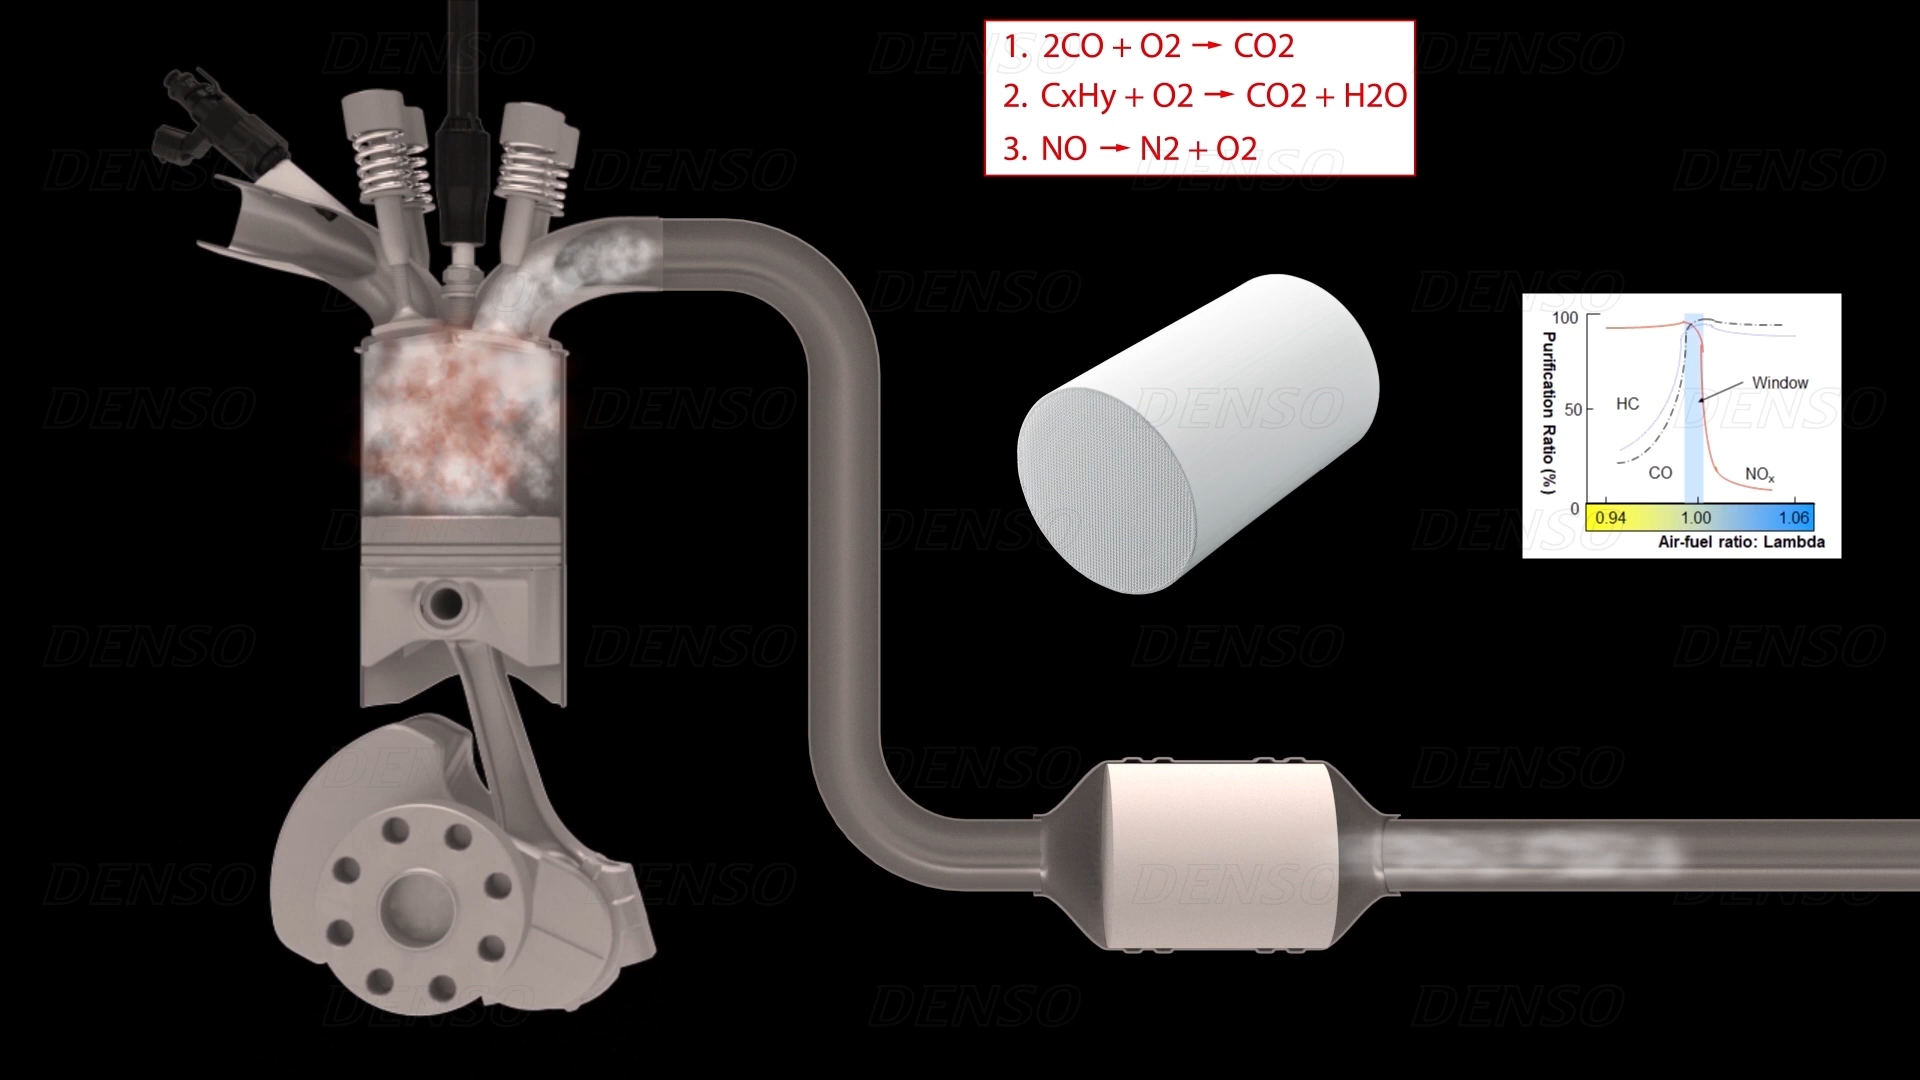 DENSO
1. 2CO + O2 → CO2
2. CxHy + O2 → CO2 + H2O
3. NO → N2 + O2
Purification Ratio (%)
100
50
0
HC
CO
Window
NOx
0.94 1.00 1.06
Air-fuel ratio: Lambda